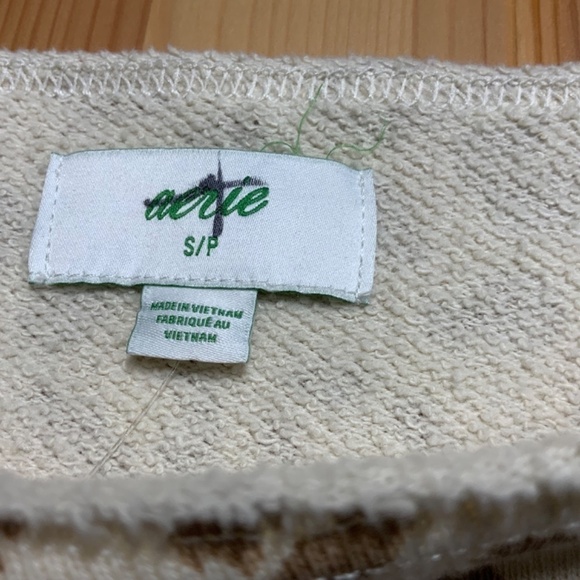 aerie
S/P
MADE IN VIETNAM
FABRIQUÉ AU
VIETNAM